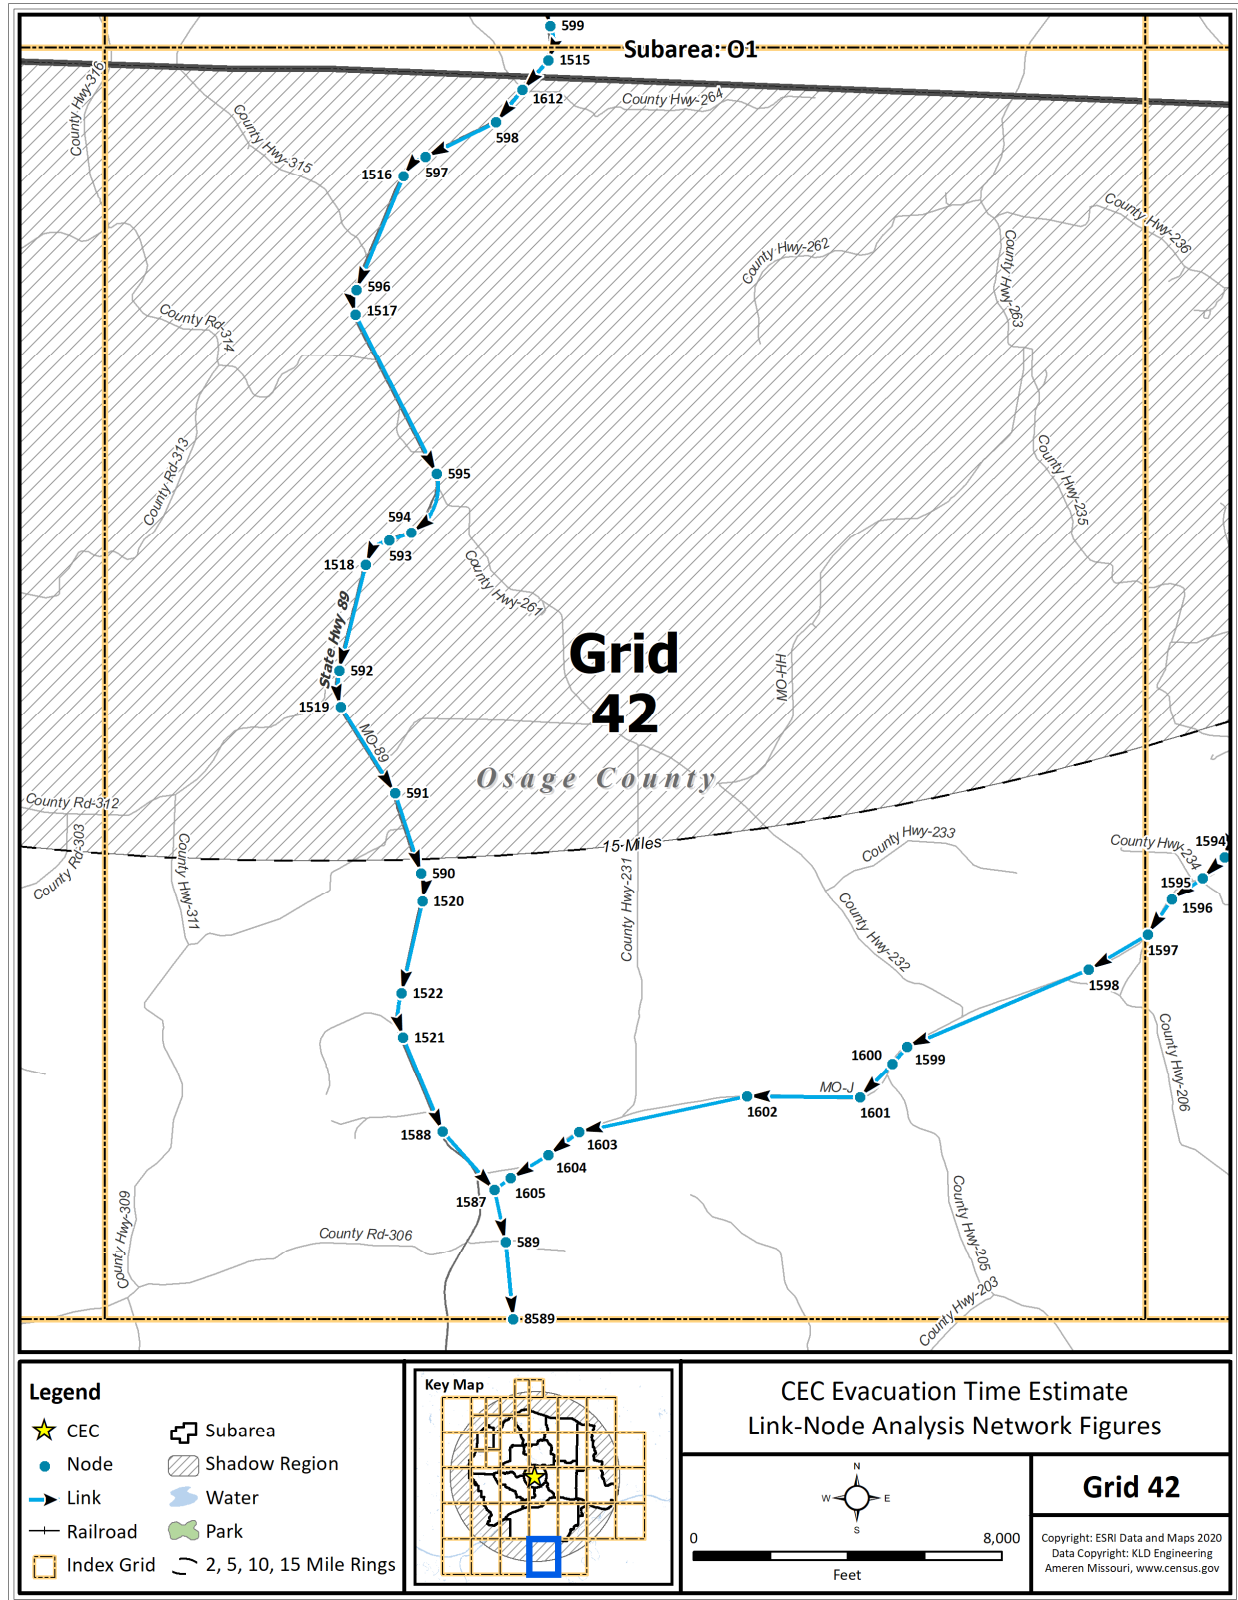 599
Subarea: O1
1515
County Hwy-316
1612
County Hwy-264
598
County Hwy-315
597
1516
County Hwy-236
County Hwy-262
County Hwy-263
596
1517
County Rd-314
County Rd-313
595
County Hwy-235
594
593
1518
County Hwy-261
State Hwy 89
Grid
42
592
MO-HH
1519
MO-89
Osage County
591
County Rd-312
County Rd-303
County Hwy-311
15 Miles
County Hwy-233
County Hwy-234
1594
590
1595
1520
1596
County Hwy-231
County Hwy-232
1597
1598
1522
1521
County Hwy-206
1600
1599
MO-J
1602
1601
1588
1603
1604
1605
1587
County Hwy-309
County Rd-306
589
County Hwy-205
County Hwy-203
8589
Legend
CEC
Subarea
Node
Shadow Region
Link
Water
Railroad
Park
Index Grid
2, 5, 10, 15 Mile Rings
Key Map
CEC Evacuation Time Estimate
Link-Node Analysis Network Figures
N
W
E
S
0
8,000
Feet
Grid 42
Copyright: ESRI Data and Maps 2020
Data Copyright: KLD Engineering
Ameren Missouri, www.census.gov